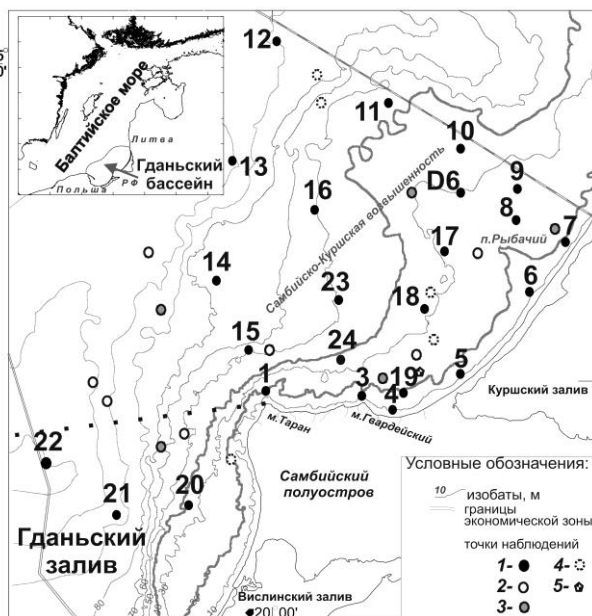 Балтийское море
Литва
Гданьский
бассейн
Польша
РФ
12
11
10
13
D6
9
16
8
7
Самбийско-Куршская возвышенность
17
п.Рыбачий
14
6
23
18
15
24
5
1
3
19
4
Куршский залив
м.Таран
м.Гвардейский
22
Самбийский
полуостров
21
20
Гданьский
залив
Вислинский залив
20°00'
Условные обозначения:
10 изобаты, м
границы
экономической зоны
точки наблюдений
1- 4-
2- 5-
3-